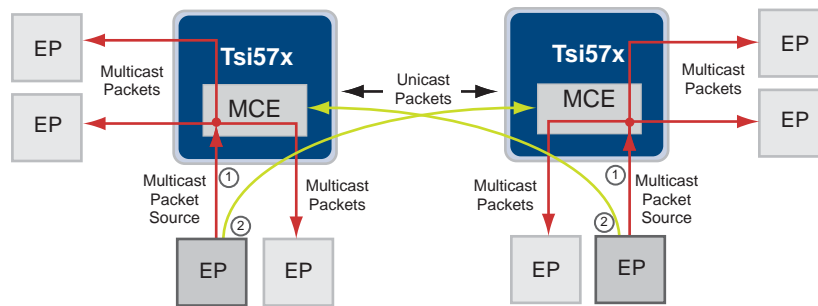 EP
Multicast
Packets
EP
Tsi57x
MCE
Unicast
Packets
Tsi57x
MCE
EP
Multicast
Packets
EP
1
Multicast
Packet
Source
2
EP
Multicast
Packets
EP
Multicast
Packets
EP
1
Multicast
Packet
Source
2
EP